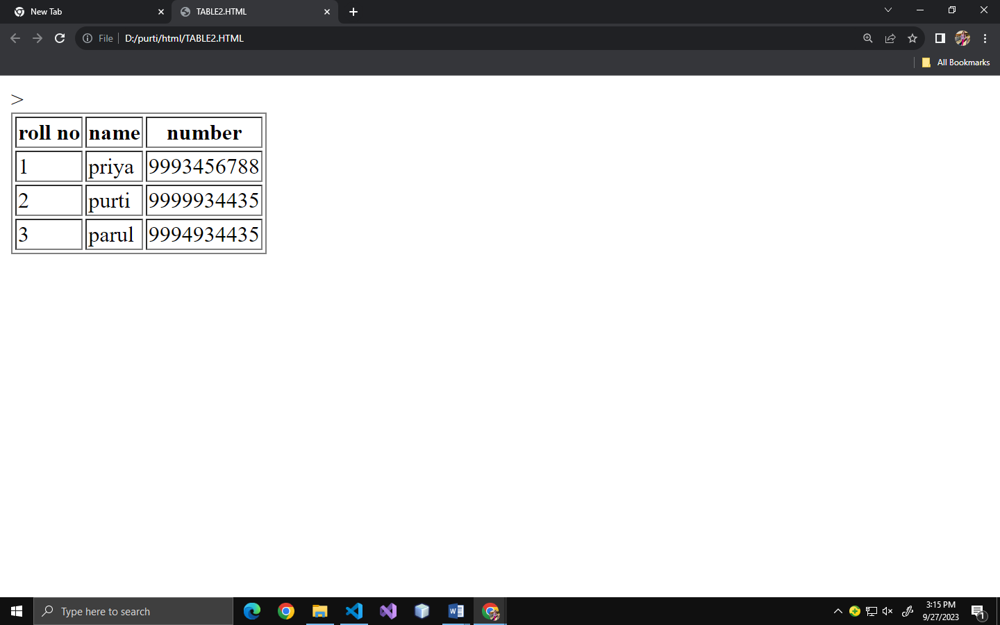 New Tab
TABLE2.HTML
File
D:/purti/html/TABLE2.HTML
All Bookmarks
>
roll no name number
1 priya 9993456788
2 purti 9999934435
3 parul 9994934435
Type here to search
3:15 PM
9/27/2023
1